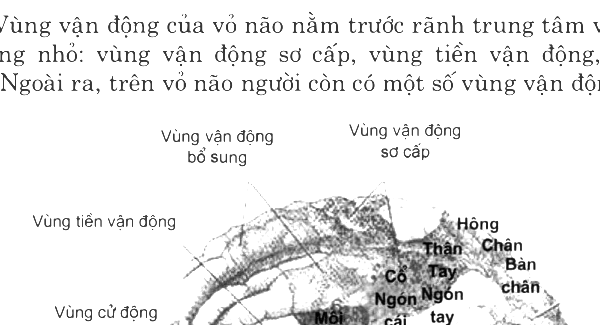 Vùng vận động của vỏ não nằm trước rãnh trung tâm v
ng nhỏ: vùng vận động sơ cấp, vùng tiền vận động,
Ngoài ra, trên vỏ não người còn có một số vùng vận độ
Vùng vận động
bổ sung
Vùng vận động
sơ cấp
Vùng tiền vận động
Vùng cử động
Hông
Thân
Chân
Cổ
Tay
Bàn
chân
Ngón
cái
Ngón
tay
Môi